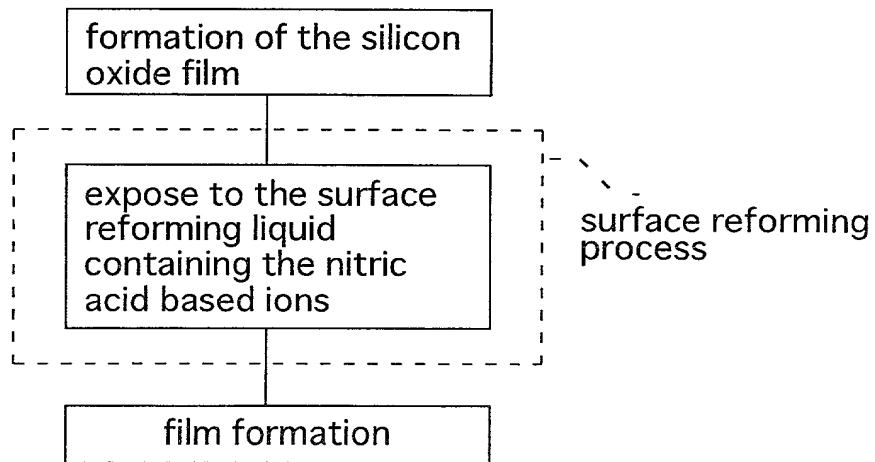 formation of the silicon
oxide film
expose to the surface
reforming liquid
containing the nitric
acid based ions
surface reforming
process
film formation